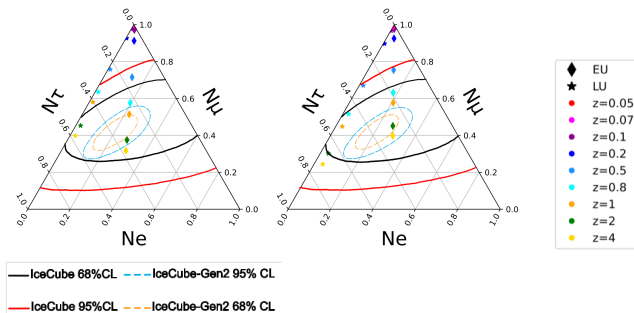 0.0 1.0 0.0 1.0
0.2 0.8 0.2 0.8
0.4 0.6 0.4 0.6
0.6 0.4 0.6 0.4
0.8 0.2 0.8 0.2
1.0 0.0 1.0 0.0
0.0 0.2 0.4 0.6 0.8 1.0 0.0 0.2 0.4 0.6 0.8 1.0
Nτ Nμ Nτ Nμ
Ne Ne
EU
LU
z=0.05
z=0.07
z=0.1
z=0.2
z=0.5
z=0.8
z=1
z=2
z=4
IceCube 68%CL IceCube-Gen2 95% CL
IceCube 95%CL IceCube-Gen2 68% CL